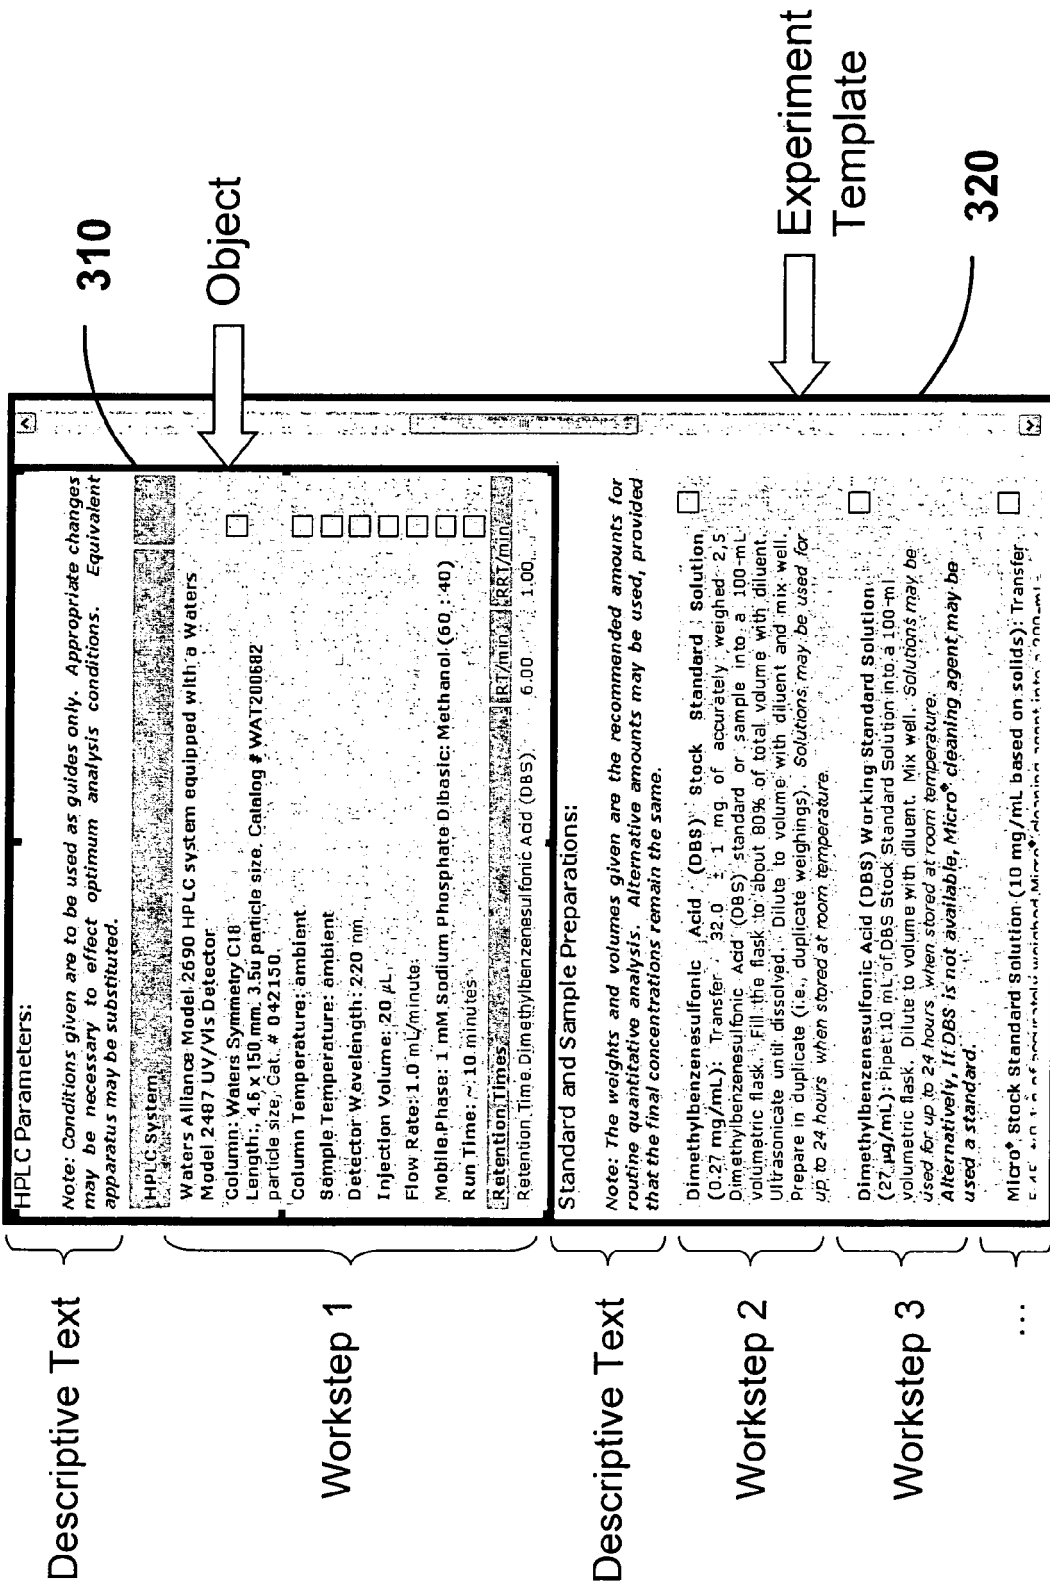 Descriptive Text
Workstep 1
Descriptive Text
Workstep 2
Workstep 3
...
HPLC Parameters:
Note: Conditions given are to be used as guides only. Appropriate changes
may be necessary to effect optimum analysis conditions. Equivalent
apparatus may be substituted.
HPLC System
Waters Alliance Model 2690 HPLC system equipped with a Waters
Model 2487 UV/Vis Detector
Column: Waters Symmetry C18
Length:, 4.6 x 150 mm. 3.5u particle size, Catalog # WAT200682
particle size, Cat. # 042150.
Column Temperature: ambient
Sample Temperature: ambient
Detector Wavelength: 220 nm
Injection Volume: 20 µL
Flow Rate: 1.0 mL/minute
Mobile Phase: 1 mM Sodium Phosphate Dibasic: Methanol (60 : 40)
Run Time: ~ 10 minutes
Retention Times RT/min RRT/min
Retention Time Dimethylbenzenesulfonic Acid (DBS) 6.00 1.00
Standard and Sample Preparations:
Note: The weights and volumes given are the recommended amounts for
routine quantitative analysis. Alternative amounts may be used, provided
that the final concentrations remain the same.
Dimethylbenzenesulfonic Acid (DBS) Stock Standard Solution
(0.27 mg/mL): Transfer 32.0 ± 1 mg of accurately weighed 2,5
Dimethylbenzenesulfonic Acid (DBS) standard or sample into a 100-mL
volumetric flask. Fill the flask to about 80% of total volume with diluent.
Ultrasonicate until dissolved. Dilute to volume with diluent and mix well.
Prepare in duplicate (i.e., duplicate weighings). Solutions may be used for
up to 24 hours when stored at room temperature.
Dimethylbenzenesulfonic Acid (DBS) Working Standard Solution
(27 µg/mL): Pipet 10 mL of DBS Stock Standard Solution into a 100-ml
volumetric flask. Dilute to volume with diluent. Mix well. Solutions may be
used for up to 24 hours when stored at room temperature.
Alternatively, If DBS is not available, Micro® cleaning agent may be
used a standard.
Micro® Stock Standard Solution (10 mg/mL based on solids): Transfer
accurately weighed Micro® cleaning agent into a 200-mL
310
Object
Experiment
Template
320